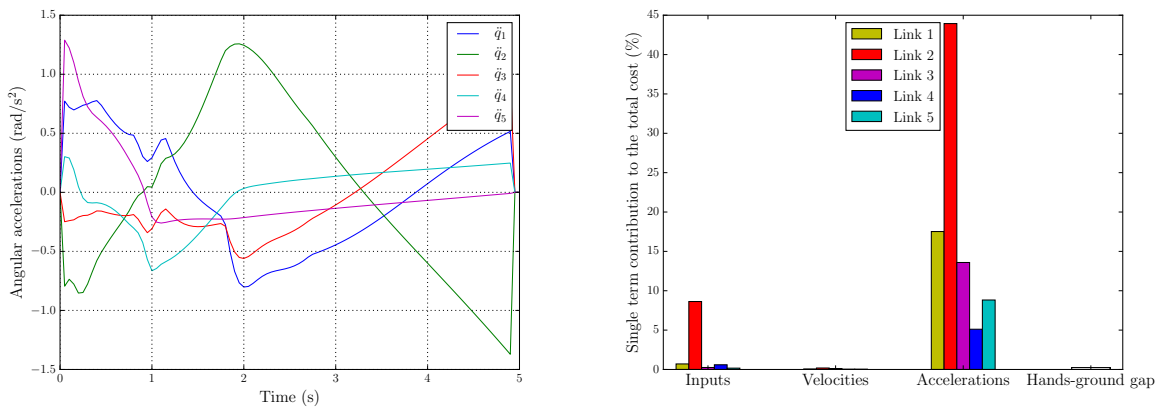 1.5
1.0
0.5
0.0
−0.5
−1.0
−1.5
0
1
2
3
4
5
Time (s)
Angular accelerations (rad/s²)
q̈₁
q̈₂
q̈₃
q̈₄
q̈₅
45
40
35
30
25
20
15
10
5
0
Inputs
Velocities
Accelerations
Hands-ground gap
Single term contribution to the total cost (%)
Link 1
Link 2
Link 3
Link 4
Link 5